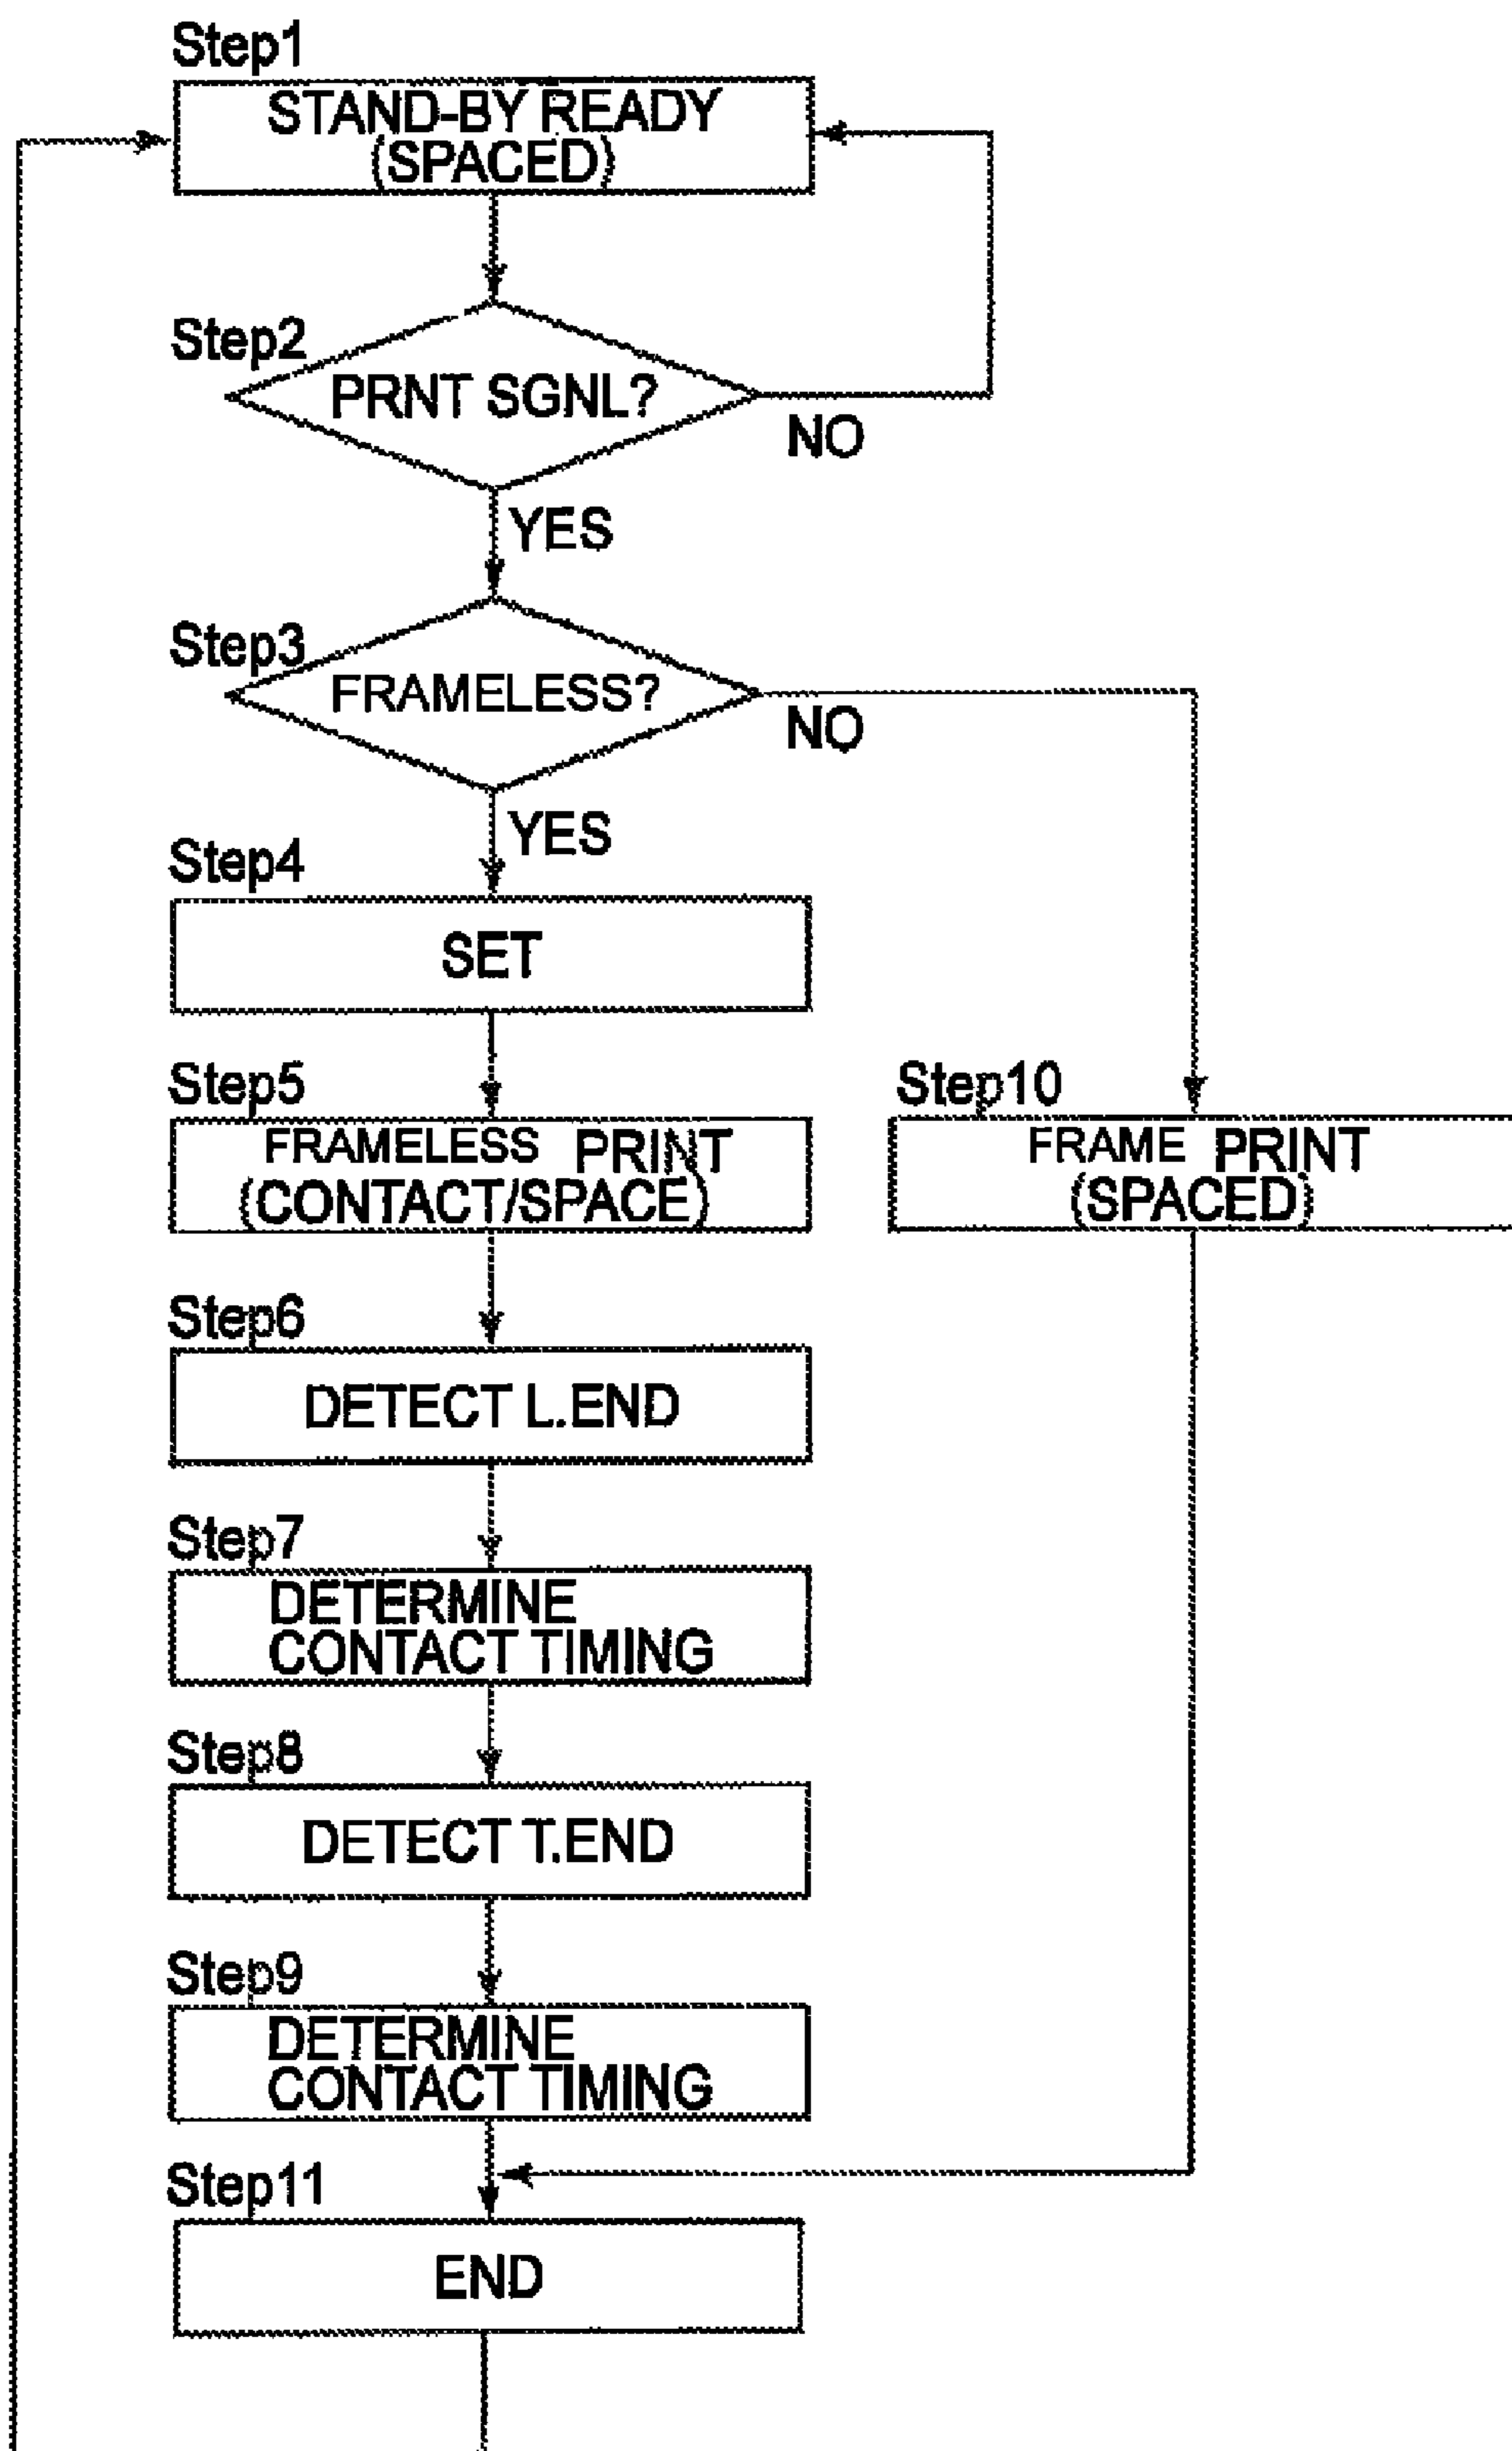 Step1
STAND-BY READY
(SPACED)
Step2
PRNT SGNL?
NO
YES
Step3
FRAMELESS?
NO
YES
Step4
SET
Step5
FRAMELESS PRINT
(CONTACT/SPACE)
Step10
FRAME PRINT
(SPACED)
Step6
DETECT L.END
Step7
DETERMINE
CONTACT TIMING
Step8
DETECT T.END
Step9
DETERMINE
CONTACT TIMING
Step11
END